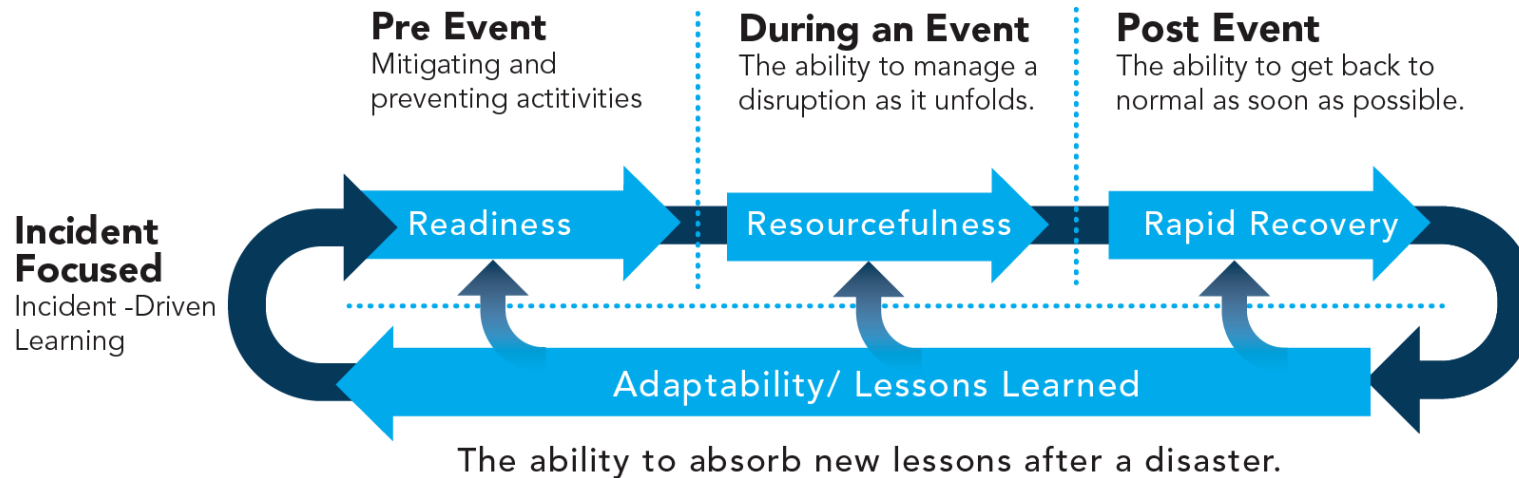 Pre Event
Mitigating and
preventing actitivities
During an Event
The ability to manage a
disruption as it unfolds.
Post Event
The ability to get back to
normal as soon as possible.
Incident
Focused
Incident -Driven
Learning
Readiness
Resourcefulness
Rapid Recovery
Adaptability/ Lessons Learned
The ability to absorb new lessons after a disaster.